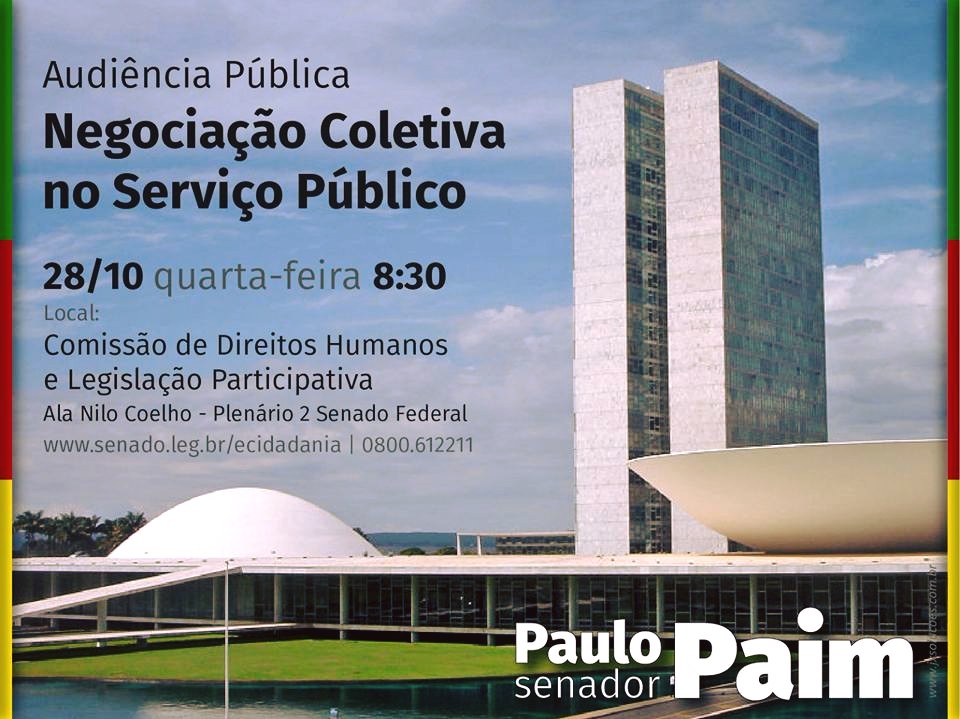 Audiência Pública
Negociação Coletiva
no Serviço Público
28/10 quarta-feira 8:30
Local:
Comissão de Direitos Humanos
e Legislação Participativa
Ala Nilo Coelho - Plenário 2 Senado Federal
www.senado.leg.br/ecidadania | 0800.612211
Paulo
senador
Paim